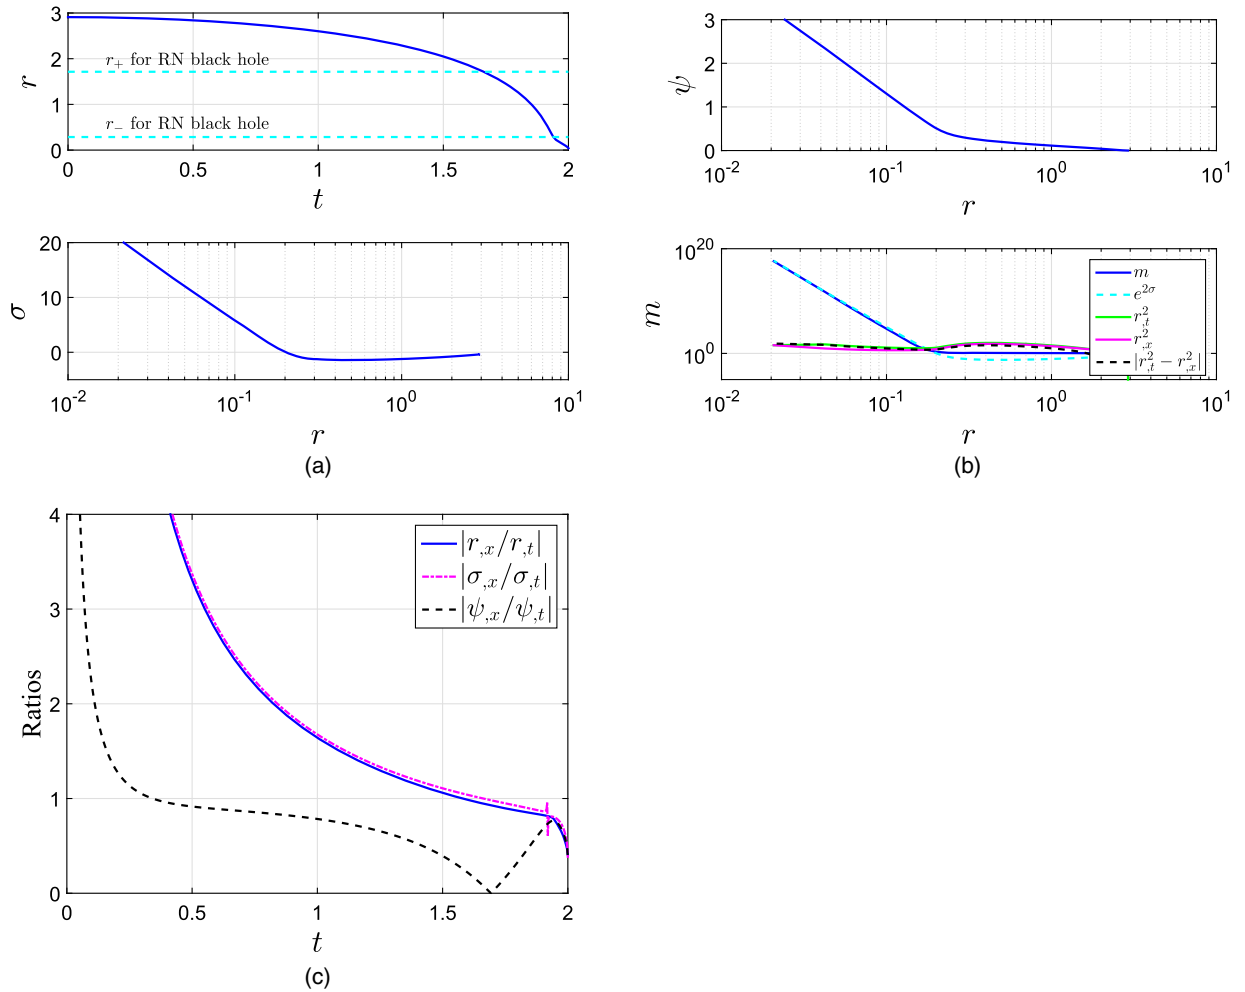 3
2
1
0
r
r₊ for RN black hole
r₋ for RN black hole
0 0.5 1 1.5 2
t
20
10
0
σ
10⁻² 10⁻¹ 10⁰ 10¹
r
(a)
3
2
1
0
ψ
10⁻² 10⁻¹ 10⁰ 10¹
r
10²⁰
10⁰
m
m
e^{2σ}
r²,t
r²,x
|r²,t − r²,x|
10⁻² 10⁻¹ 10⁰ 10¹
r
(b)
4
3
2
1
0
Ratios
|r,x/r,t|
|σ,x/σ,t|
|ψ,x/ψ,t|
0 0.5 1 1.5 2
t
(c)